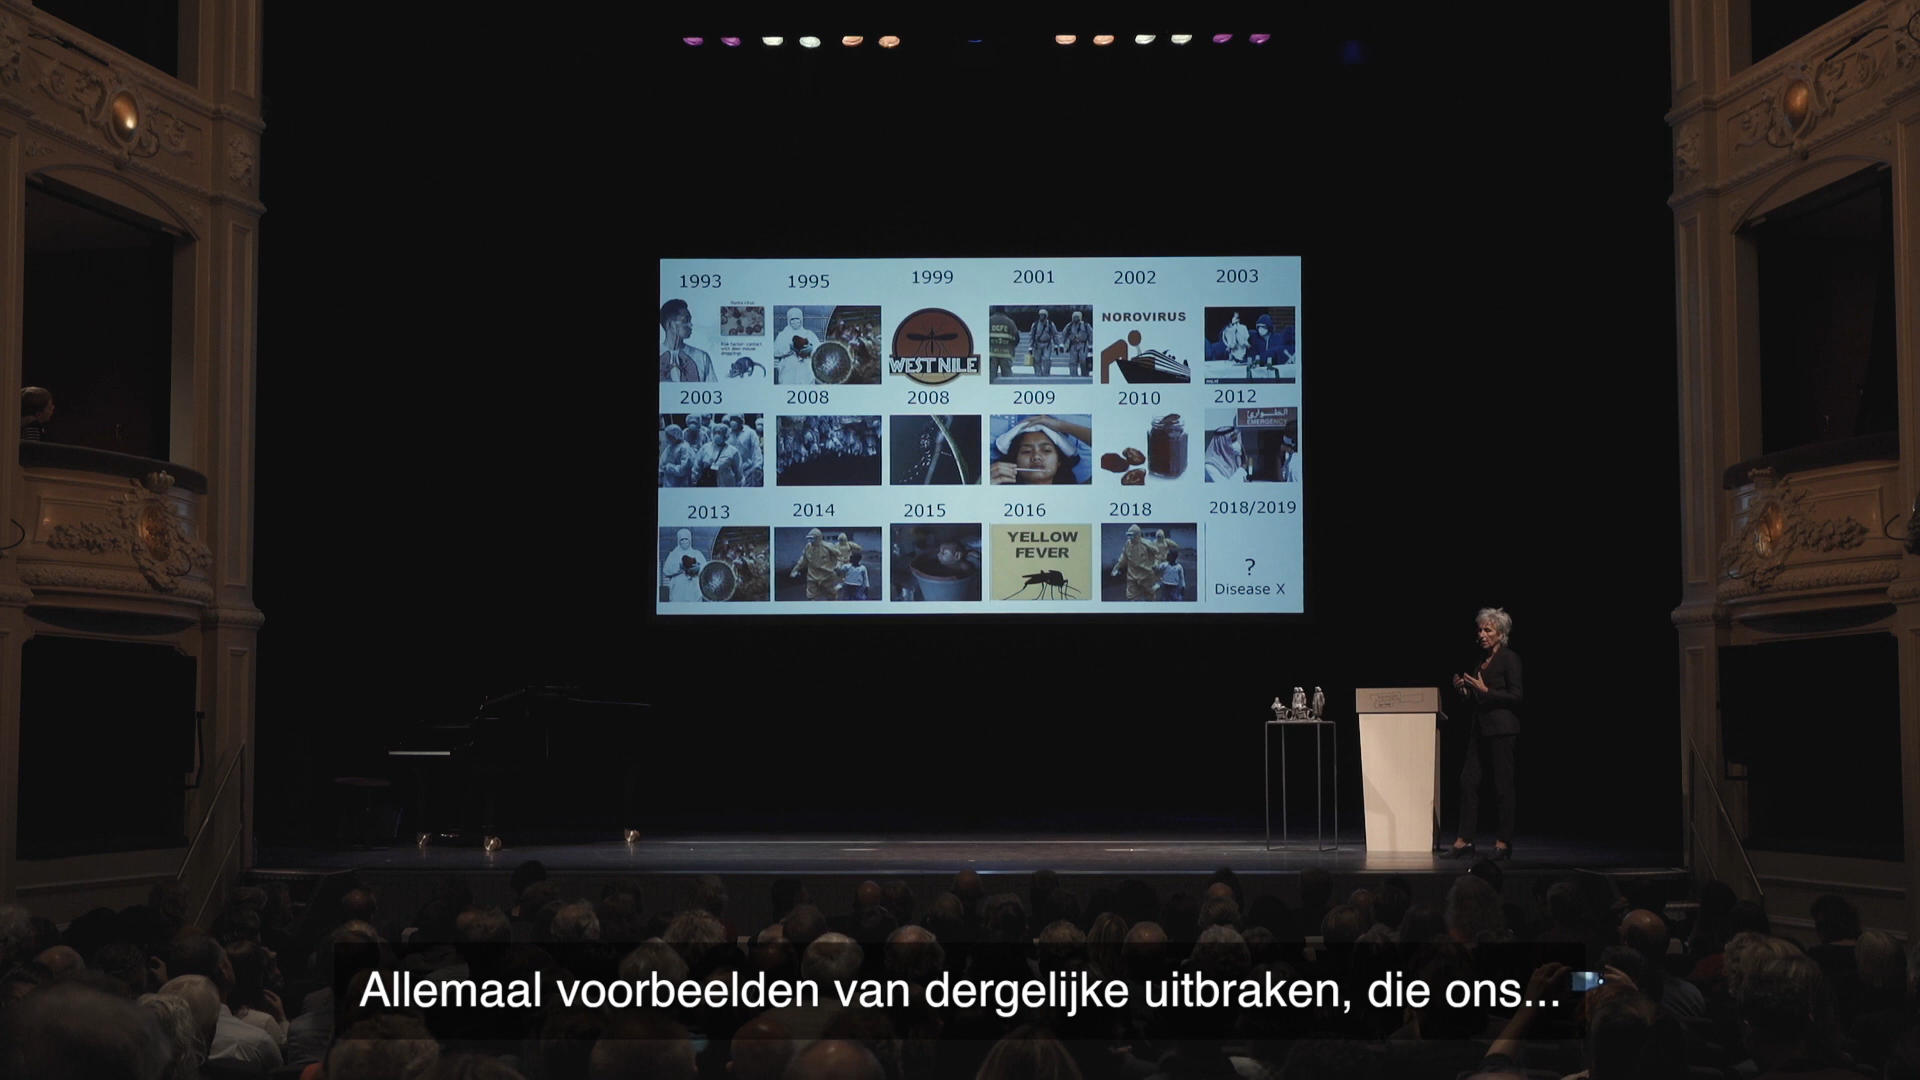 1993 1995 1999 2001 2002 2003
WEST NILE
NOROVIRUS
2003 2008 2008 2009 2010 2012
EMERGENCY
2013 2014 2015 2016 2018 2018/2019
YELLOW
FEVER
?
Disease X
Allemaal voorbeelden van dergelijke uitbraken, die ons...